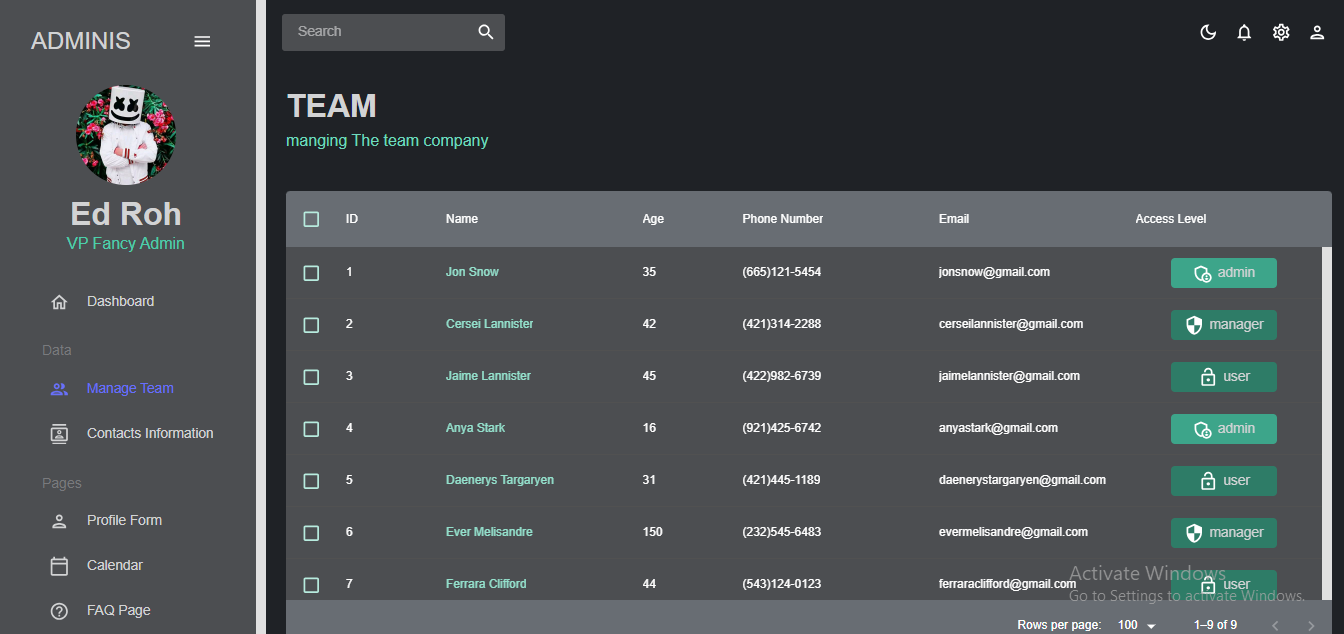 ADMINIS
Ed Roh
VP Fancy Admin
Dashboard
Data
Manage Team
Contacts Information
Pages
Profile Form
Calendar
FAQ Page
Search
TEAM
manging The team company
ID Name Age Phone Number Email Access Level
1 Jon Snow 35 (665)121-5454 jonsnow@gmail.com admin
2 Cersei Lannister 42 (421)314-2288 cerseilannister@gmail.com manager
3 Jaime Lannister 45 (422)982-6739 jaimelannister@gmail.com user
4 Anya Stark 16 (921)425-6742 anyastark@gmail.com admin
5 Daenerys Targaryen 31 (421)445-1189 daenerystargaryen@gmail.com user
6 Ever Melisandre 150 (232)545-6483 evermelisandre@gmail.com manager
7 Ferrara Clifford 44 (543)124-0123 ferraraclifford@gmail.com user
Activate Windows
Go to Settings to activate Windows.
Rows per page: 100 1–9 of 9